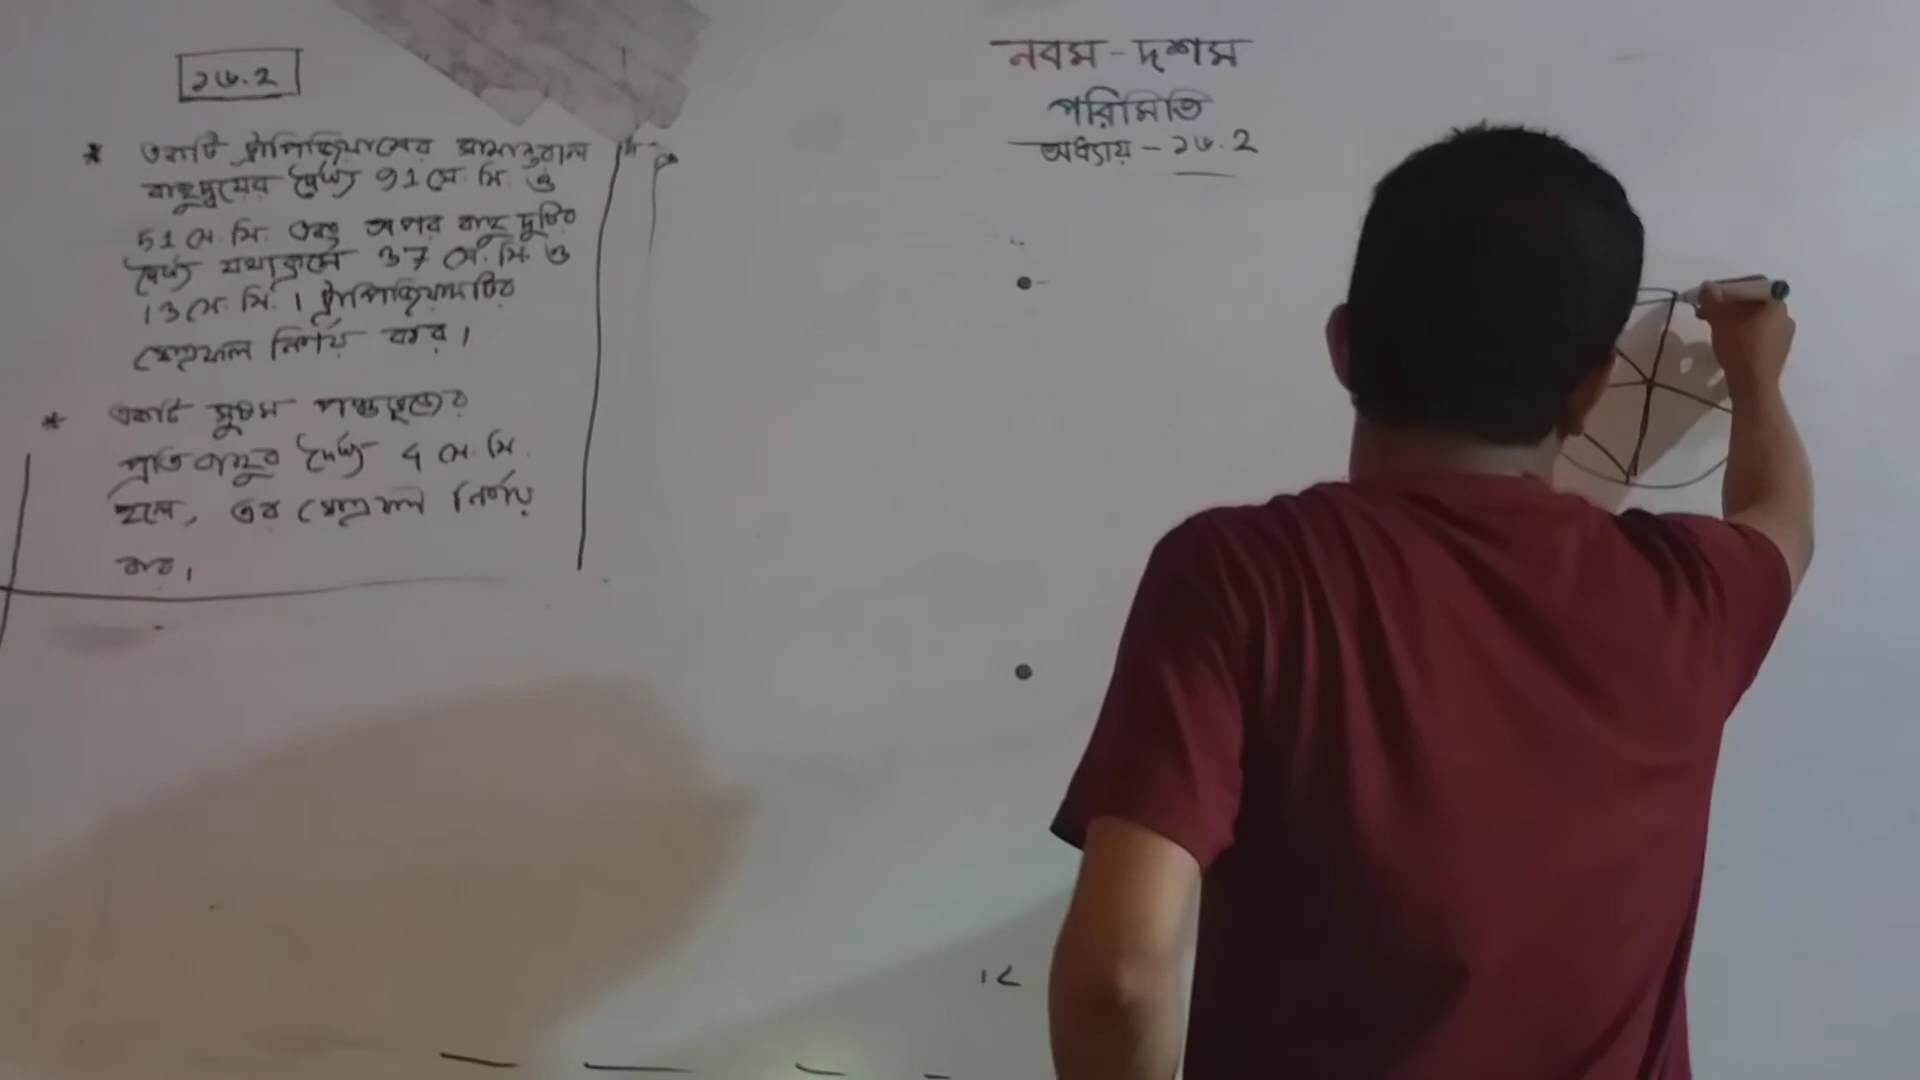 ১৬.২
* একটি ট্রাপিজিয়ামের সমান্তরাল
বাহুদ্বয়ের দৈর্ঘ্য 91 সে. মি. ও
51 সে. মি. এবং অপর বাহু দুটির
দৈর্ঘ্য যথাক্রমে 37 সে. মি. ও
13 সে. মি. । ট্রাপিজিয়ামটির
ক্ষেত্রফল নির্ণয় কর ।
* একটি সুষম পঞ্চভুজের
প্রতি বাহুর দৈর্ঘ্য 4 সে. মি.
হলে, এর ক্ষেত্রফল নির্ণয়
কর ।
নবম - দশম
পরিমিতি
অধ্যায় - ১৬.২